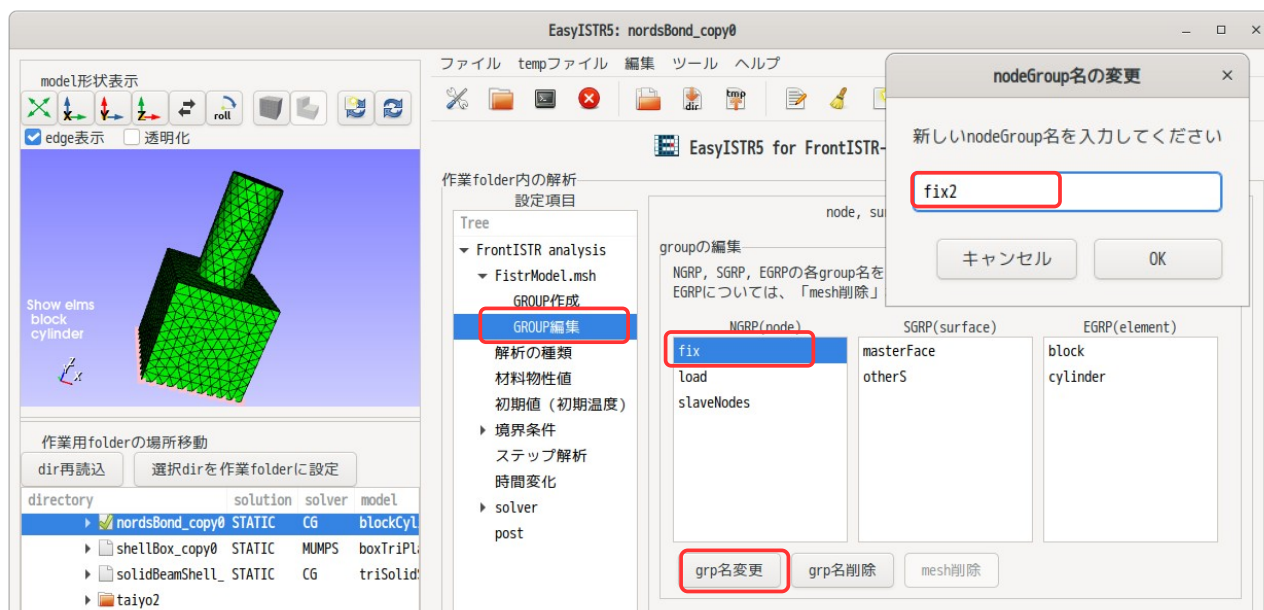 EasyISTR5: nordsBond_copy0
model形状表示
roll
edge表示
透明化
Show elms
block
cylinder
Z
Y
X
作業用folderの場所移動
dir再読込
選択dirを作業folderに設定
directory solution solver model
nordsBond_copy0 STATIC CG blockCyl
shellBox_copy0 STATIC MUMPS boxTriPl
solidBeamShell_ STATIC CG triSolid
taiyo2
ファイル tempファイル 編集 ツール ヘルプ
dir
tmp
EasyISTR5 for FrontISTR-
作業folder内の解析
設定項目
Tree
FrontISTR analysis
FistrModel.msh
GROUP作成
GROUP編集
解析の種類
材料物性値
初期値 (初期温度)
境界条件
ステップ解析
時間変化
solver
post
node, su
groupの編集
NGRP, SGRP, EGRPの各group名を
EGRPについては、「mesh削除」
NGRP(node) SGRP(surface) EGRP(element)
fix masterFace block
load otherS cylinder
slaveNodes
grp名変更
grp名削除
mesh削除
nodeGroup名の変更
新しいnodeGroup名を入力してください
fix2
キャンセル
OK